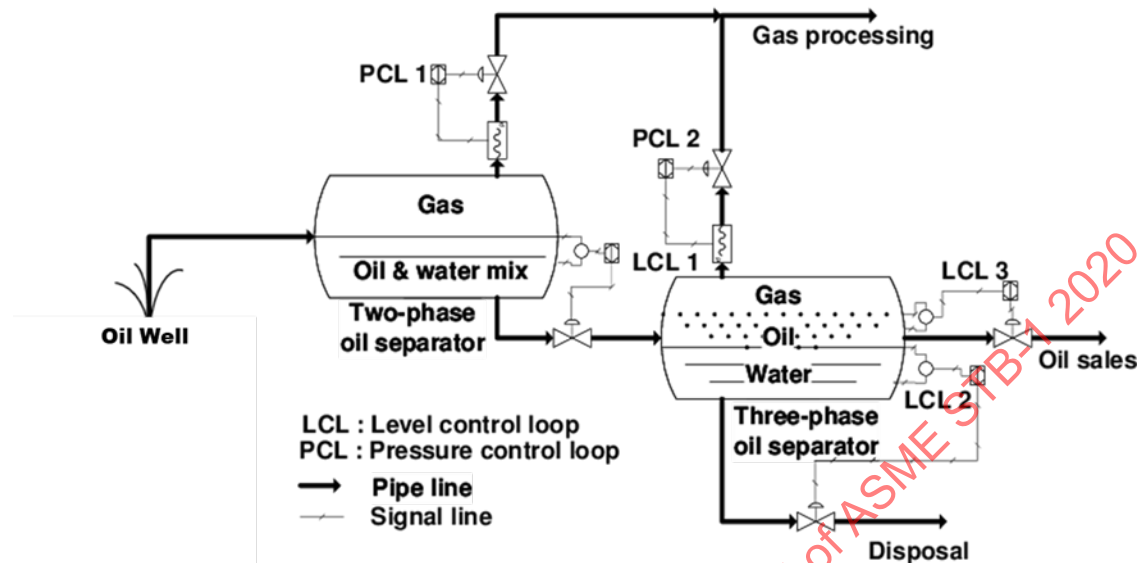 Gas processing
PCL 1
PCL 2
Gas
LCL 1
LCL 3
Oil & water mix
Gas
Two-phase
oil separator
Oil Well
Oil
Oil sales
Water
LCL 2
Three-phase
oil separator
LCL : Level control loop
PCL : Pressure control loop
Pipe line
Signal line
Disposal
of ASME STB-1 2020